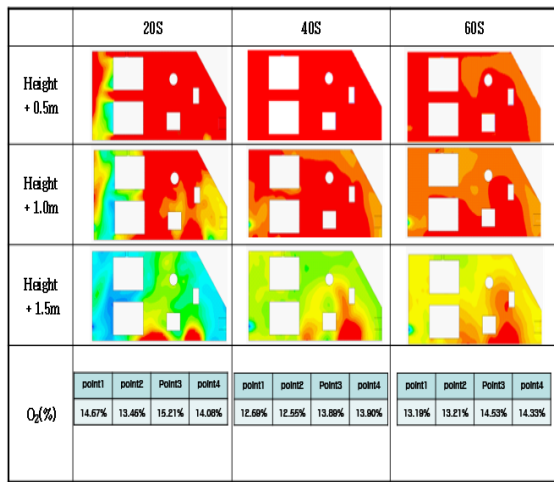 20S 40S 60S
Height
+ 0.5m
Height
+ 1.0m
Height
+ 1.5m
O₂(%)
point1 point2 Point3 point4
14.67% 13.46% 15.21% 14.08%
point1 point2 Point3 point4
12.69% 12.55% 13.89% 13.90%
point1 point2 Point3 point4
13.19% 13.21% 14.53% 14.33%